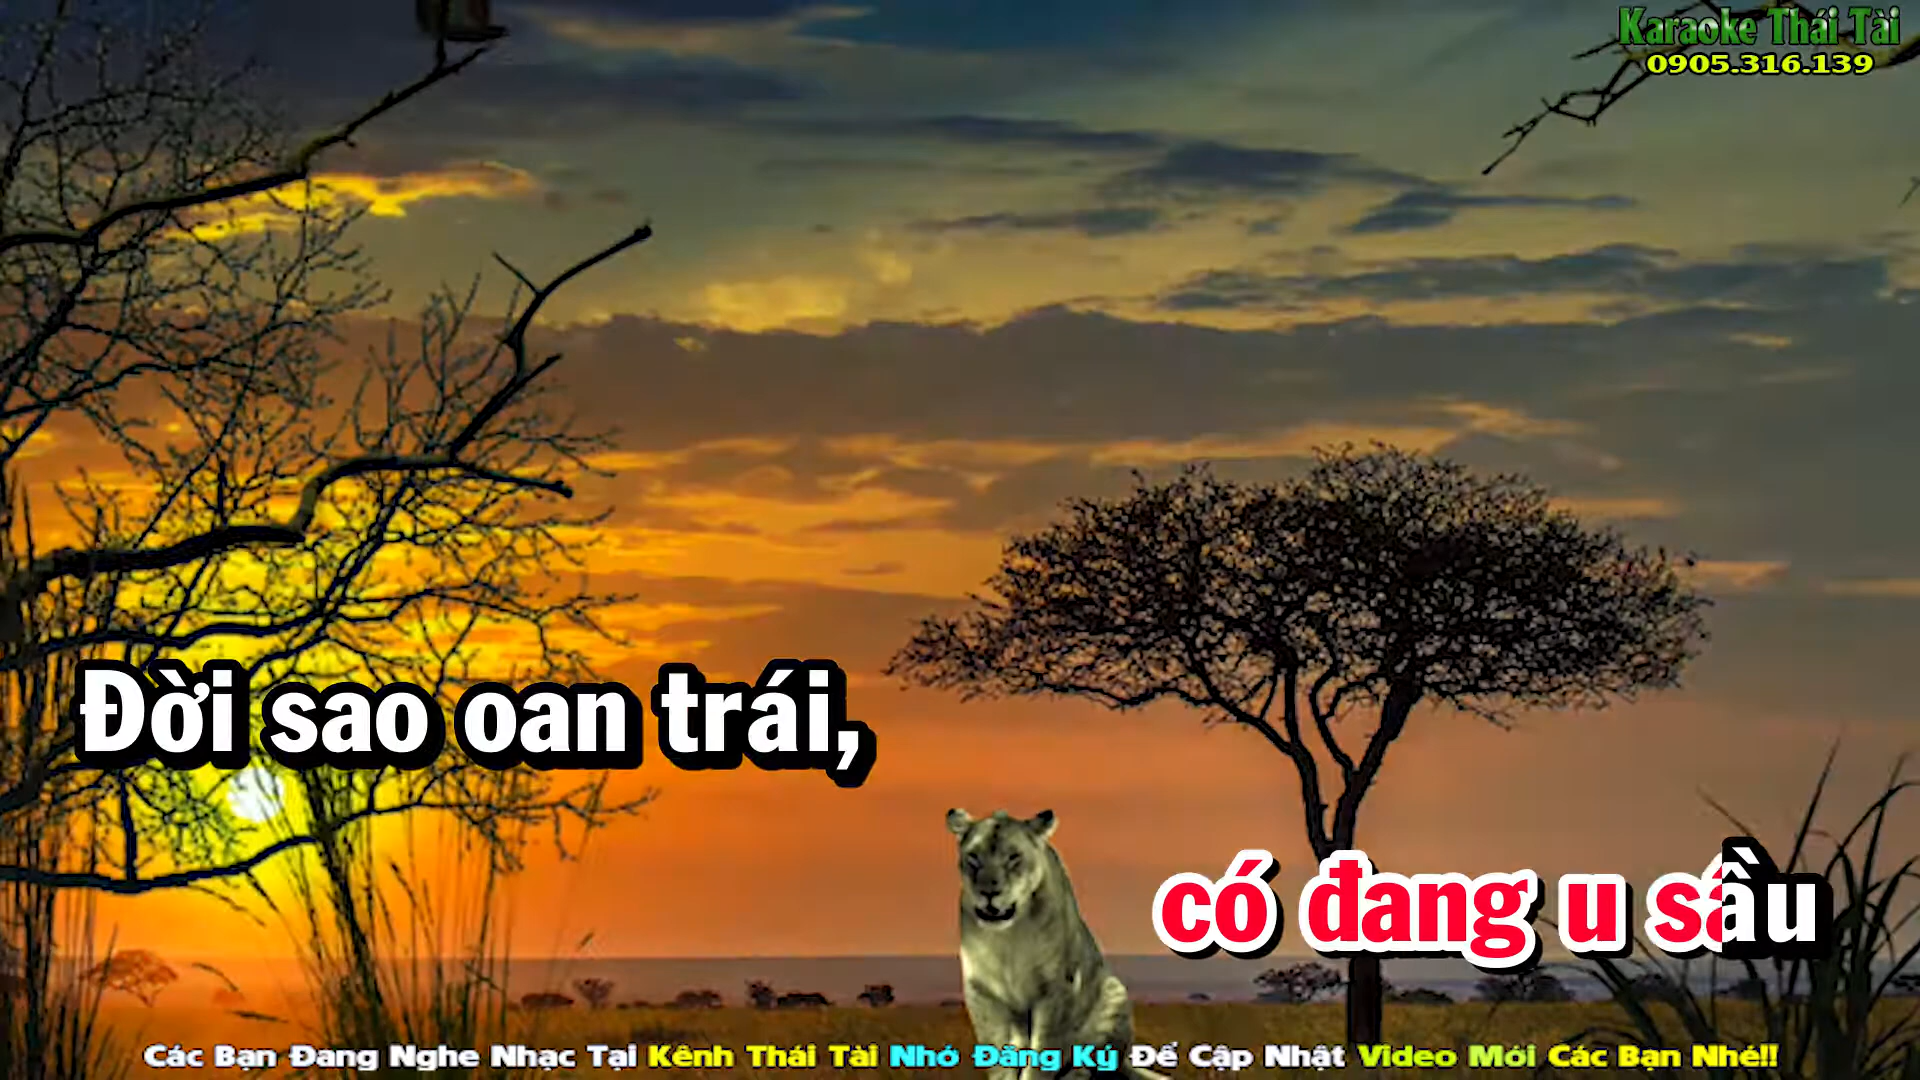 Karaoke Thái Tài
0905.316.139
Đời sao oan trái,
có đang u sầu
Các Bạn Đang Nghe Nhạc Tại Kênh Thái Tài Nhớ Đăng Ký Để Cập Nhật Video Mới Các Bạn Nhé!!